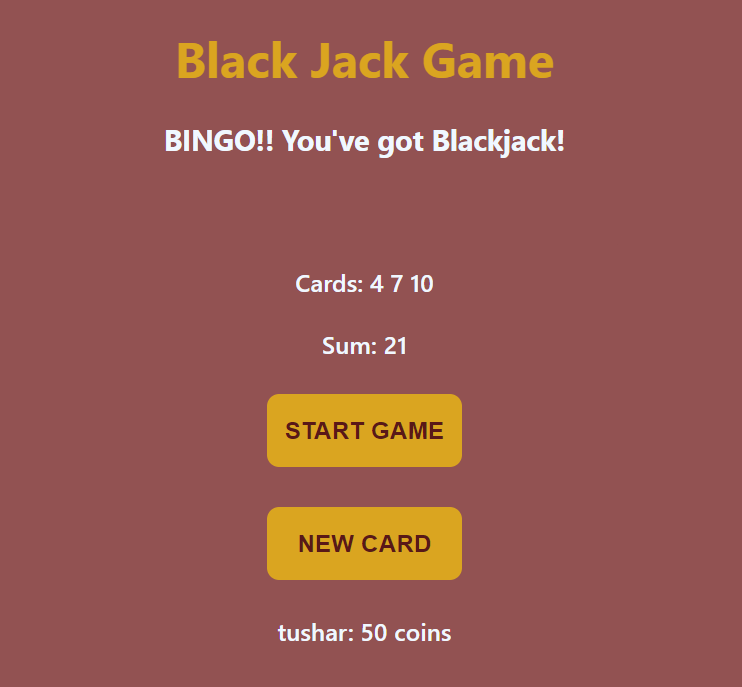 Black Jack Game
BINGO!! You've got Blackjack!
Cards: 4 7 10
Sum: 21
START GAME
NEW CARD
tushar: 50 coins